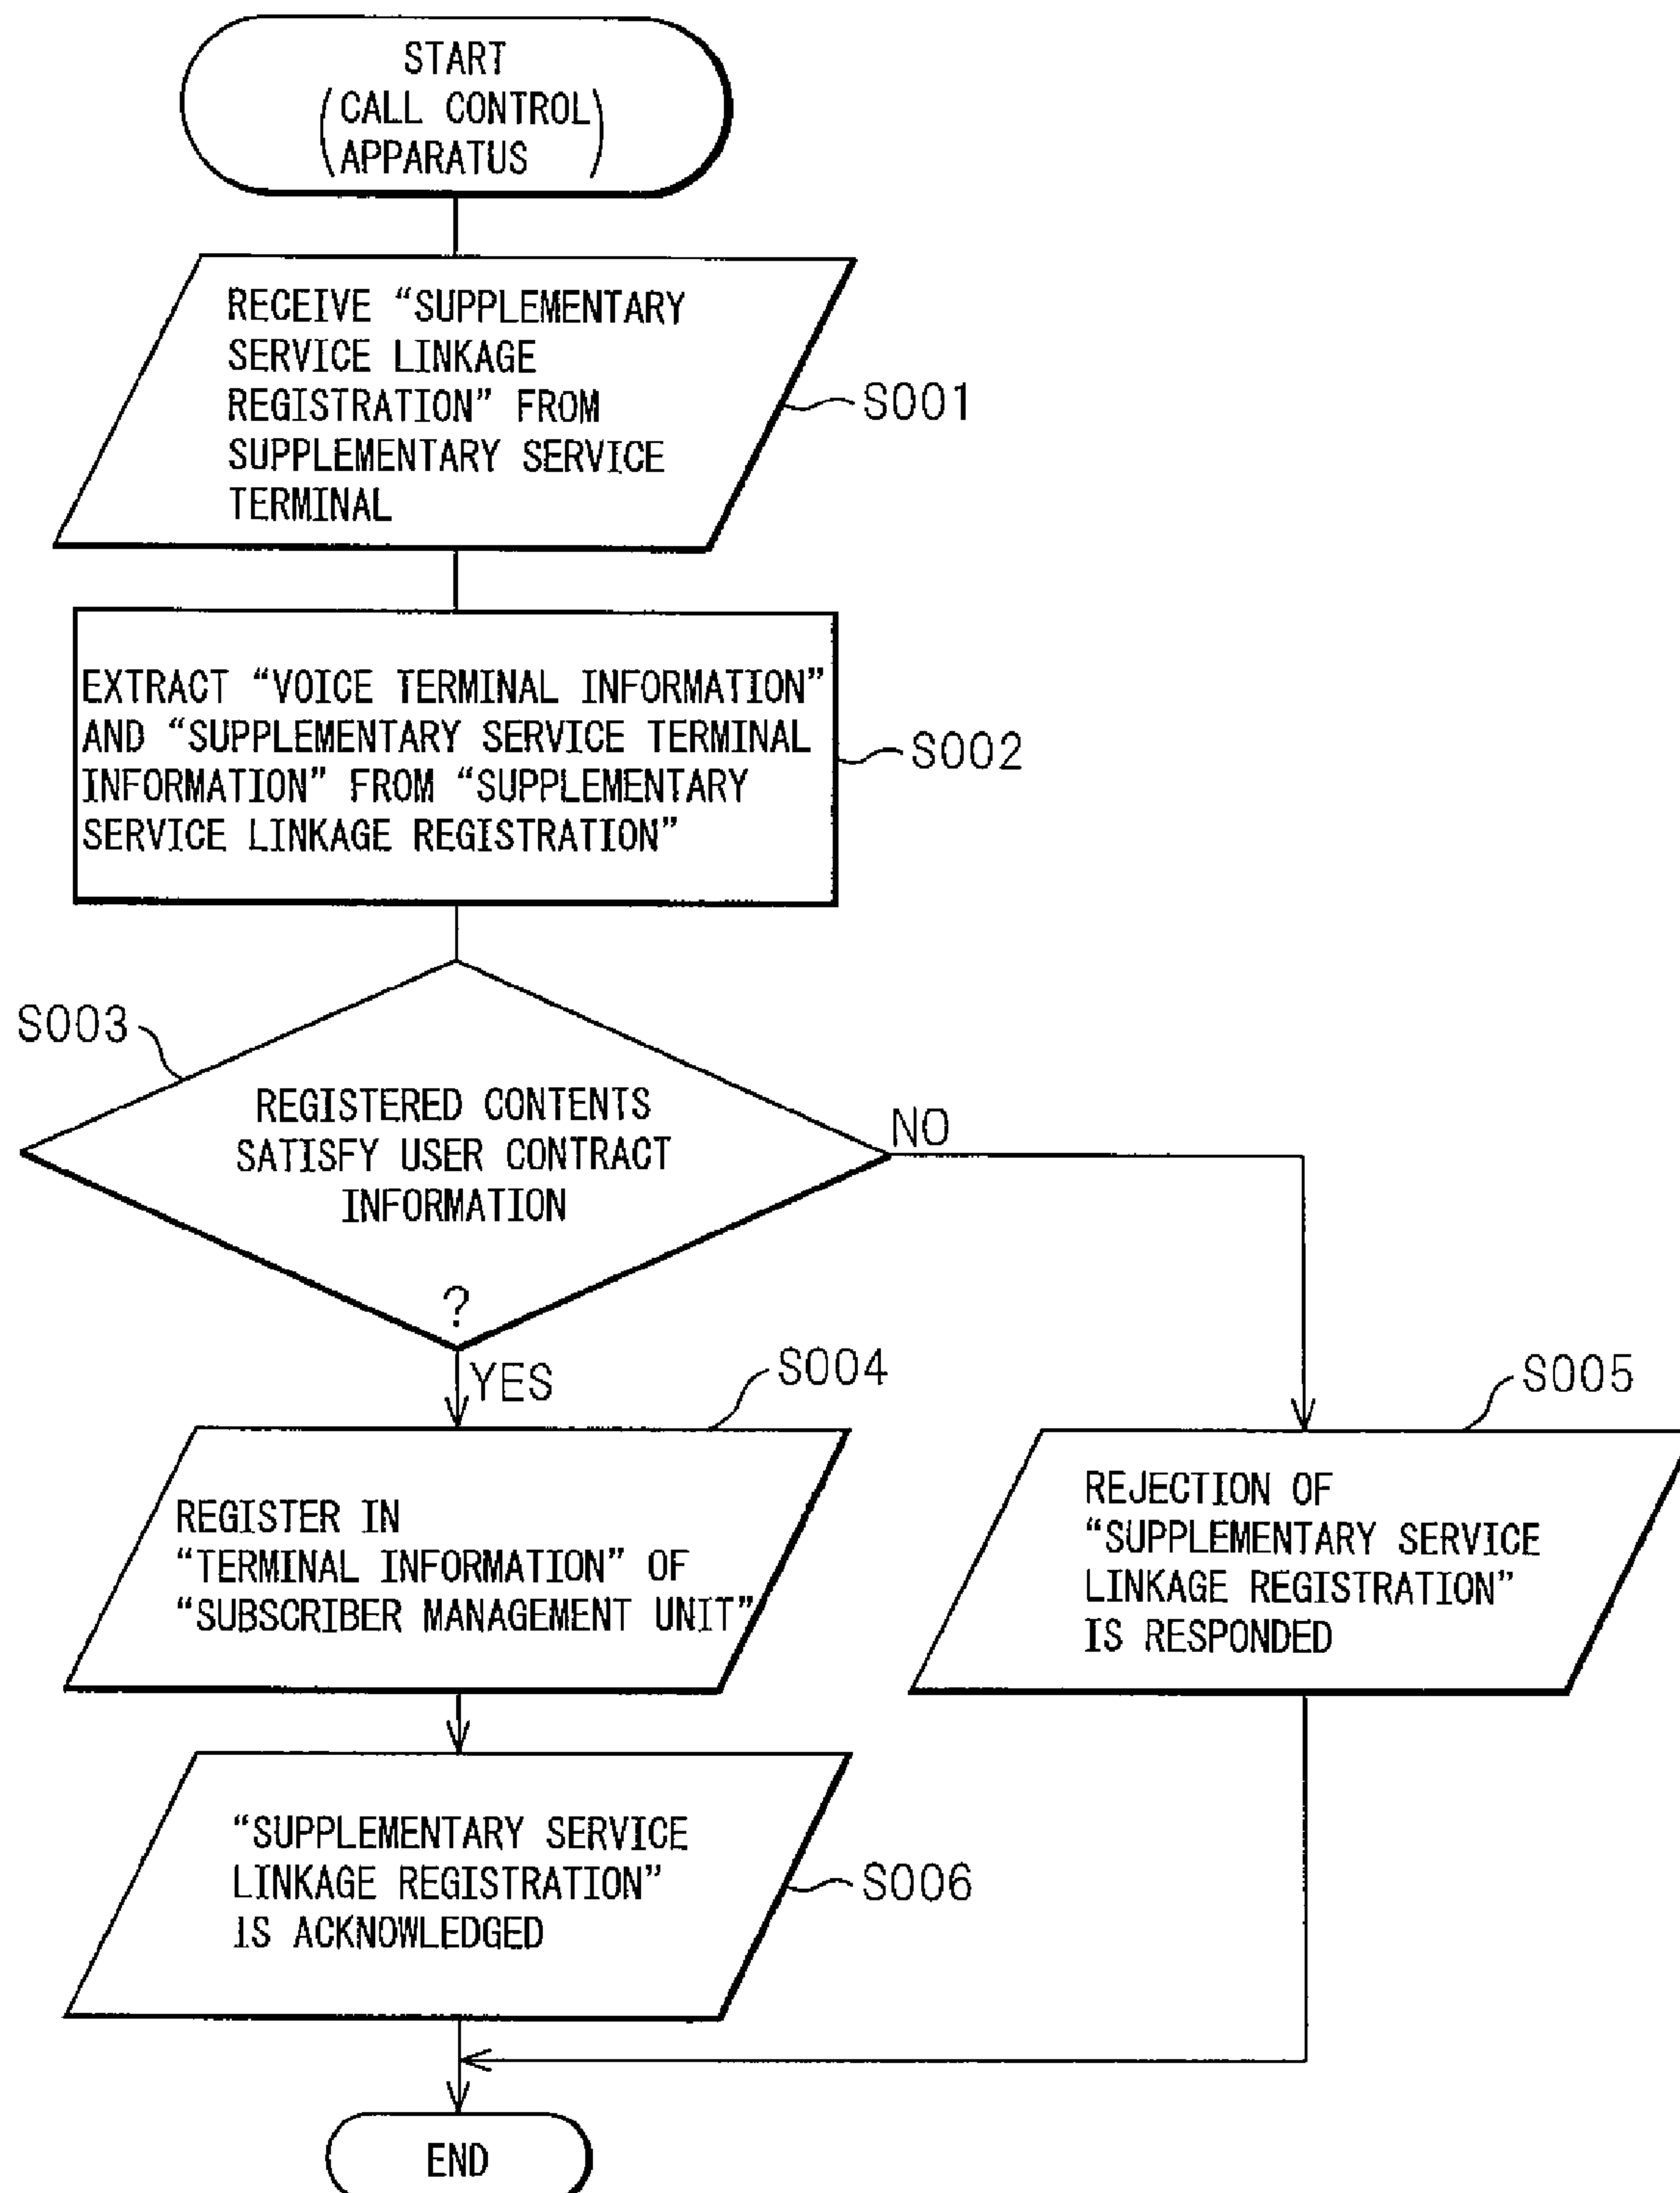 START
(CALL CONTROL
APPARATUS)
RECEIVE “SUPPLEMENTARY
SERVICE LINKAGE
REGISTRATION” FROM
SUPPLEMENTARY SERVICE
TERMINAL
S001
EXTRACT “VOICE TERMINAL INFORMATION”
AND “SUPPLEMENTARY SERVICE TERMINAL
INFORMATION” FROM “SUPPLEMENTARY
SERVICE LINKAGE REGISTRATION”
S002
S003
REGISTERED CONTENTS
SATISFY USER CONTRACT
INFORMATION
?
NO
YES
S004
REGISTER IN
“TERMINAL INFORMATION” OF
“SUBSCRIBER MANAGEMENT UNIT”
S005
REJECTION OF
“SUPPLEMENTARY SERVICE
LINKAGE REGISTRATION”
IS RESPONDED
“SUPPLEMENTARY SERVICE
LINKAGE REGISTRATION”
IS ACKNOWLEDGED
S006
END